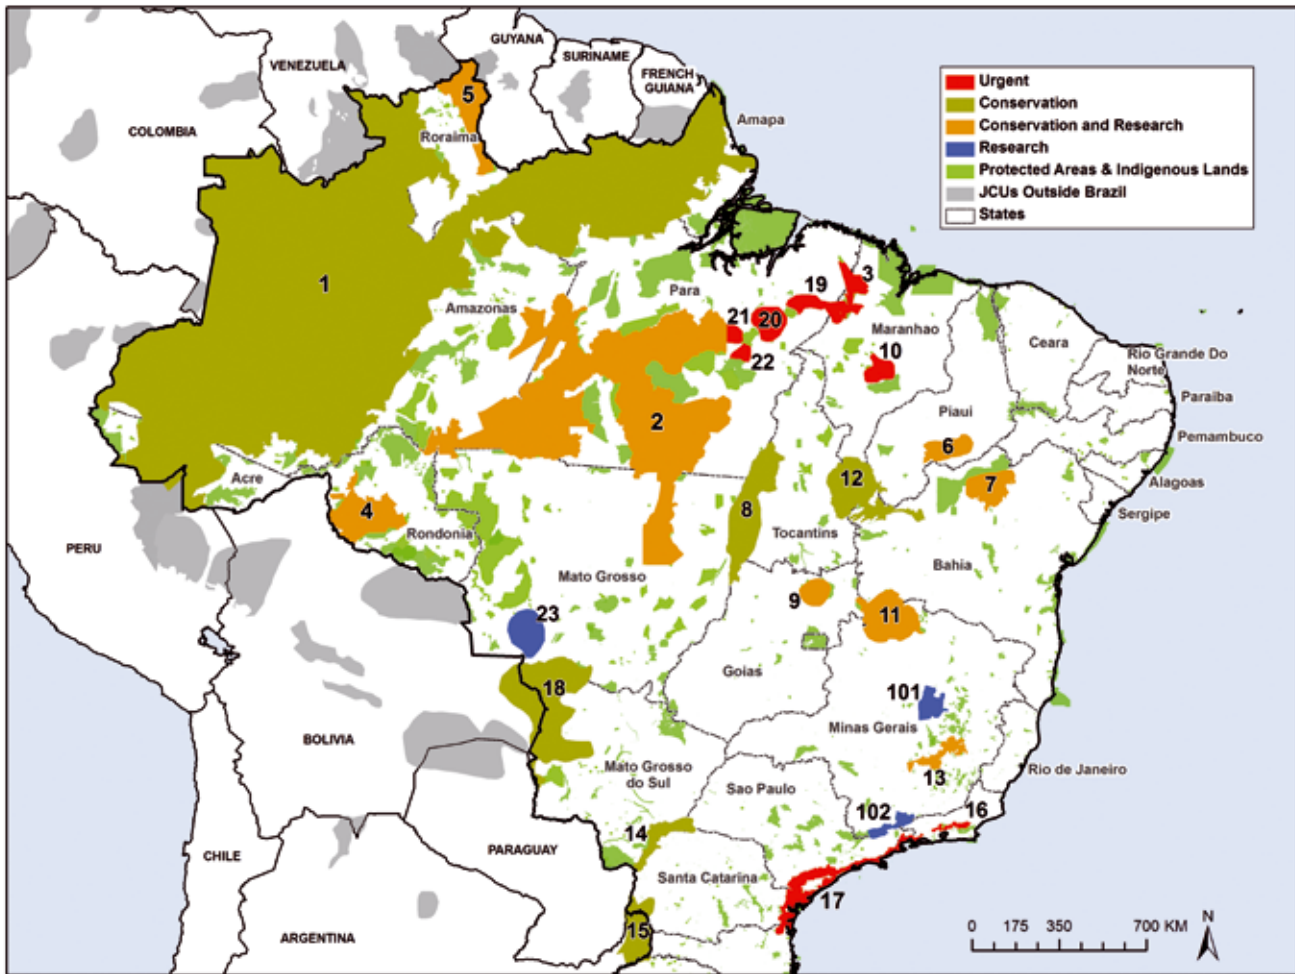 GUYANA
SURINAME
FRENCH
GUIANA
VENEZUELA
COLOMBIA
5
Roraima
Amapa
Urgent
Conservation
Conservation and Research
Research
Protected Areas & Indigenous Lands
JCUs Outside Brazil
States
1
Amazonas
Para
19
3
21
20
22
Maranhao
10
Ceara
Rio Grande Do
Norte
Paraiba
Piaui
Pemambuco
2
6
12
7
Alagoas
Sergipe
Acre
4
Rondonia
8
Tocantins
Bahia
PERU
Mato Grosso
9
11
23
Goias
18
101
Minas Gerais
BOLIVIA
13
Rio de Janeiro
Mato Grosso
do Sul
Sao Paulo
102
16
14
CHILE
PARAGUAY
Santa Catarina
17
15
ARGENTINA
0 175 350 700 KM
N